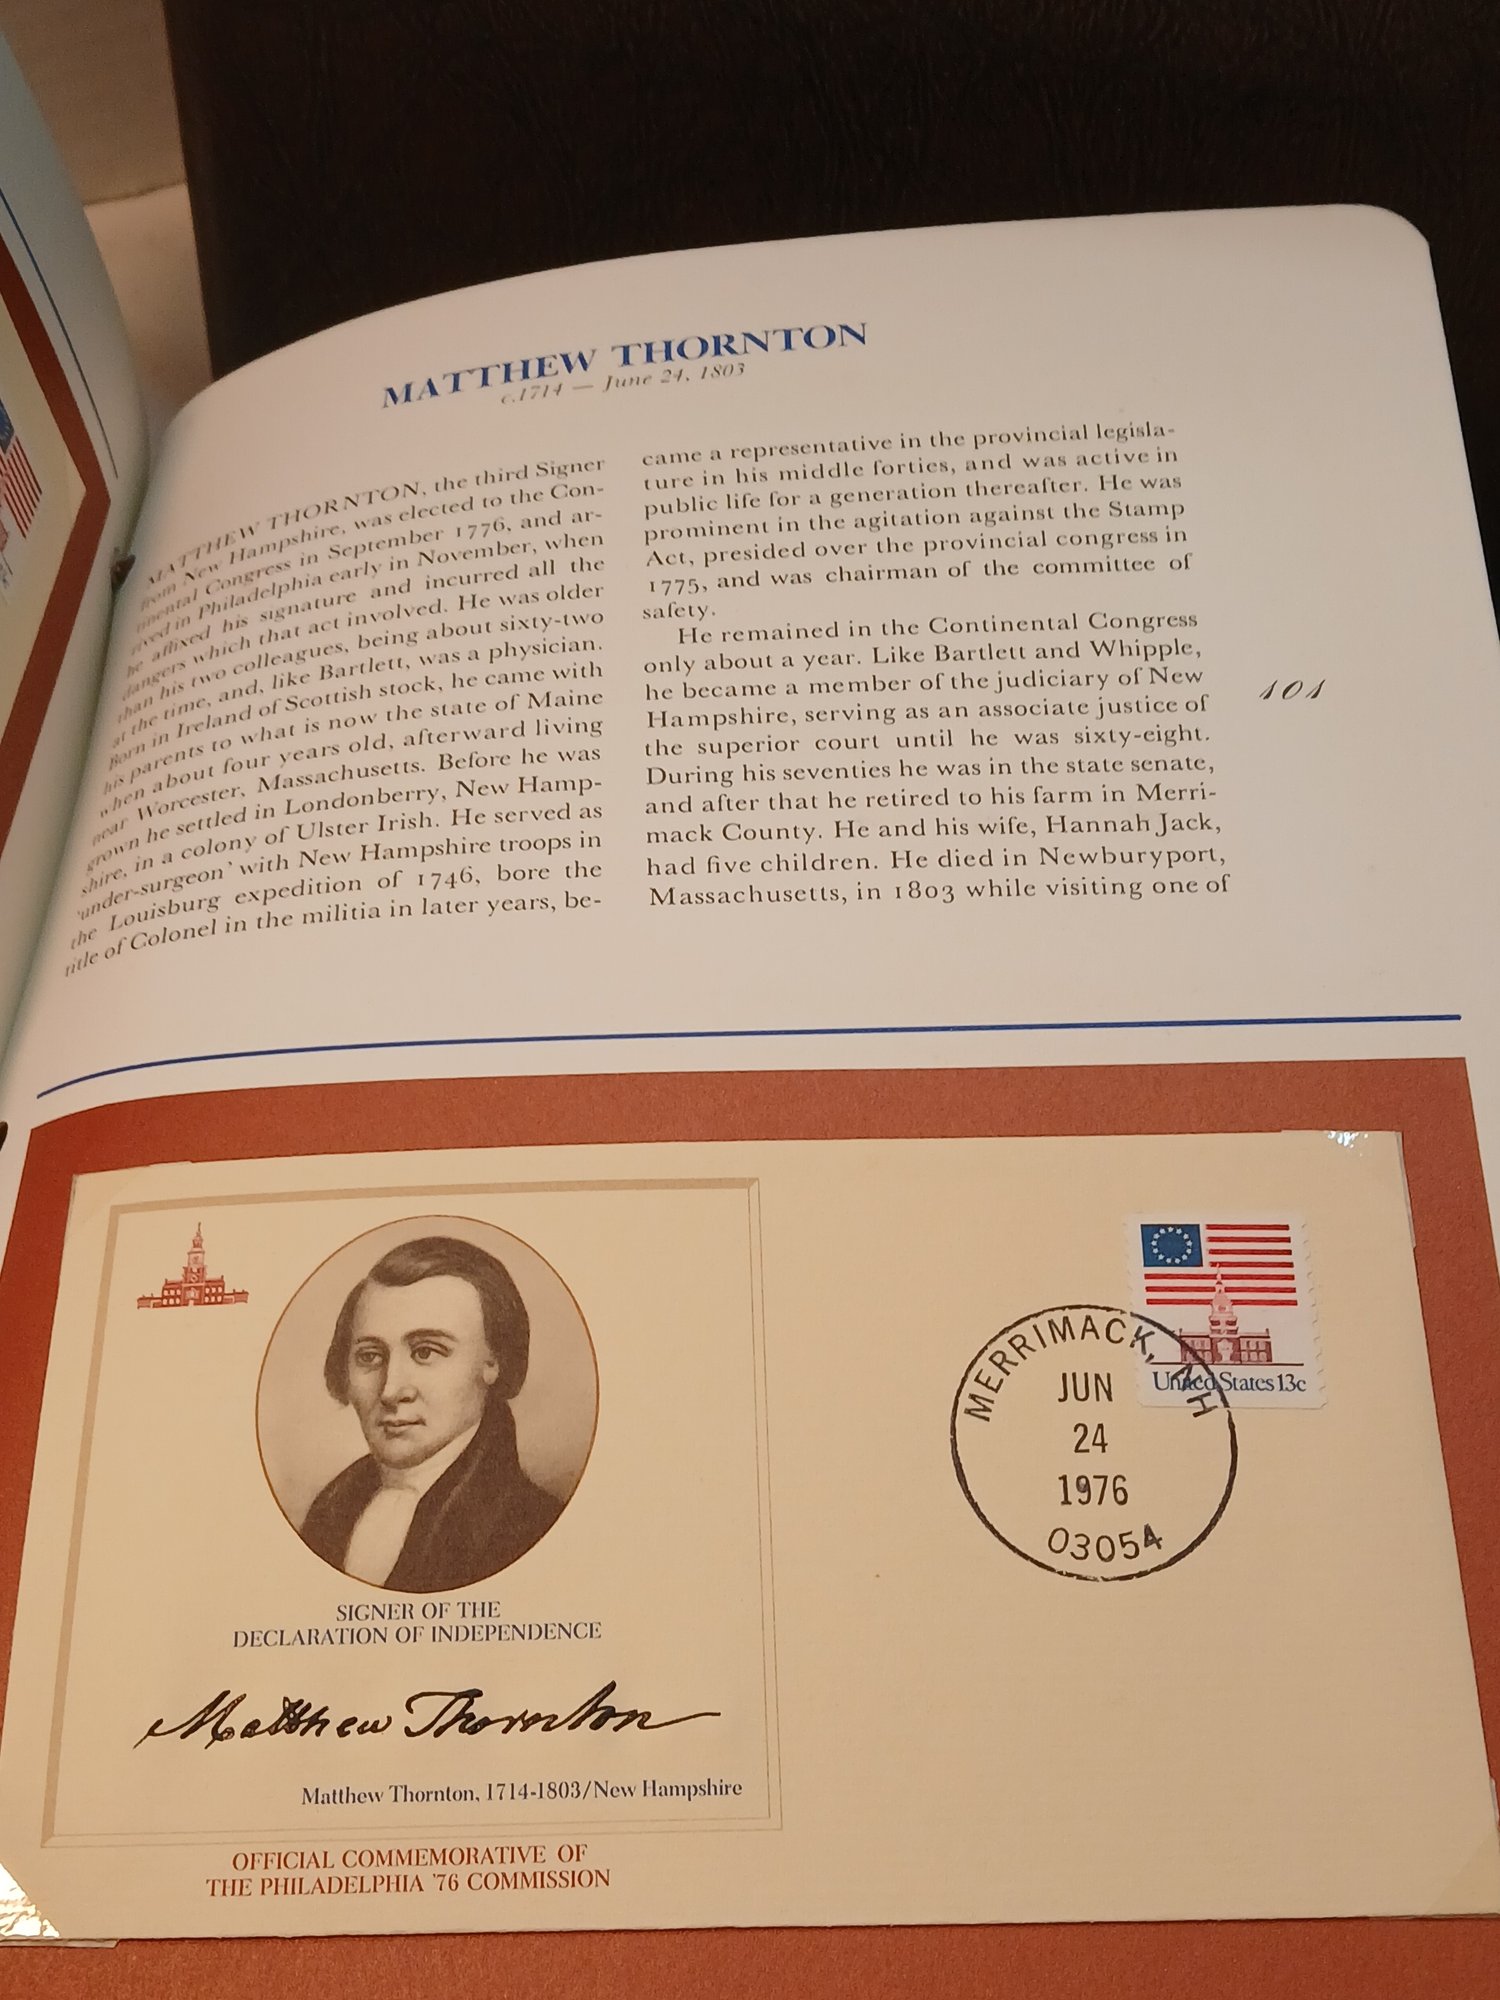 MATTHEW THORNTON
c.1714 — June 24, 1803
MATTHEW THORNTON, the third Signer
from New Hampshire, was elected to the Con-
tinental Congress in September 1776, and ar-
rived in Philadelphia early in November, when
he affixed his signature and incurred all the
dangers which that act involved. He was older
than his two colleagues, being about sixty-two
at the time, and, like Bartlett, was a physician.
Born in Ireland of Scottish stock, he came with
his parents to what is now the state of Maine
when about four years old, afterward living
near Worcester, Massachusetts. Before he was
grown he settled in Londonberry, New Hamp-
shire, in a colony of Ulster Irish. He served as
'under-surgeon' with New Hampshire troops in
the Louisburg expedition of 1746, bore the
title of Colonel in the militia in later years, be-
came a representative in the provincial legisla-
ture in his middle forties, and was active in
public life for a generation thereafter. He was
prominent in the agitation against the Stamp
Act, presided over the provincial congress in
1775, and was chairman of the committee of
safety.
He remained in the Continental Congress
only about a year. Like Bartlett and Whipple,
he became a member of the judiciary of New
Hampshire, serving as an associate justice of
the superior court until he was sixty-eight.
During his seventies he was in the state senate,
and after that he retired to his farm in Merri-
mack County. He and his wife, Hannah Jack,
had five children. He died in Newburyport,
Massachusetts, in 1803 while visiting one of
101
SIGNER OF THE
DECLARATION OF INDEPENDENCE
Matthew Thornton
Matthew Thornton, 1714-1803/New Hampshire
OFFICIAL COMMEMORATIVE OF
THE PHILADELPHIA '76 COMMISSION
United States 13c
MERRIMACK, NH
JUN
24
1976
03054